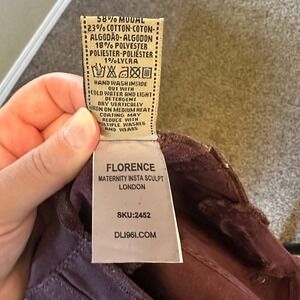 58% MODAL
23% COTTON-COTON-
ALGODÃO-ALGODON
18% POLYESTER
POLIESTER-POLIÉSTER
1% LYCRA
HAND WASH INSIDE
OUT WITH
COLD WATER AND LIGHT
DETERGENT
DRY VERTICALLY
IRON ON MEDIUM HEAT
COATING MAY
REDUCE WITH
MULTIPLE WASHES
AND WEARS
FLORENCE
MATERNITY INSTA SCULPT
LONDON
SKU:2452
DL1961.COM